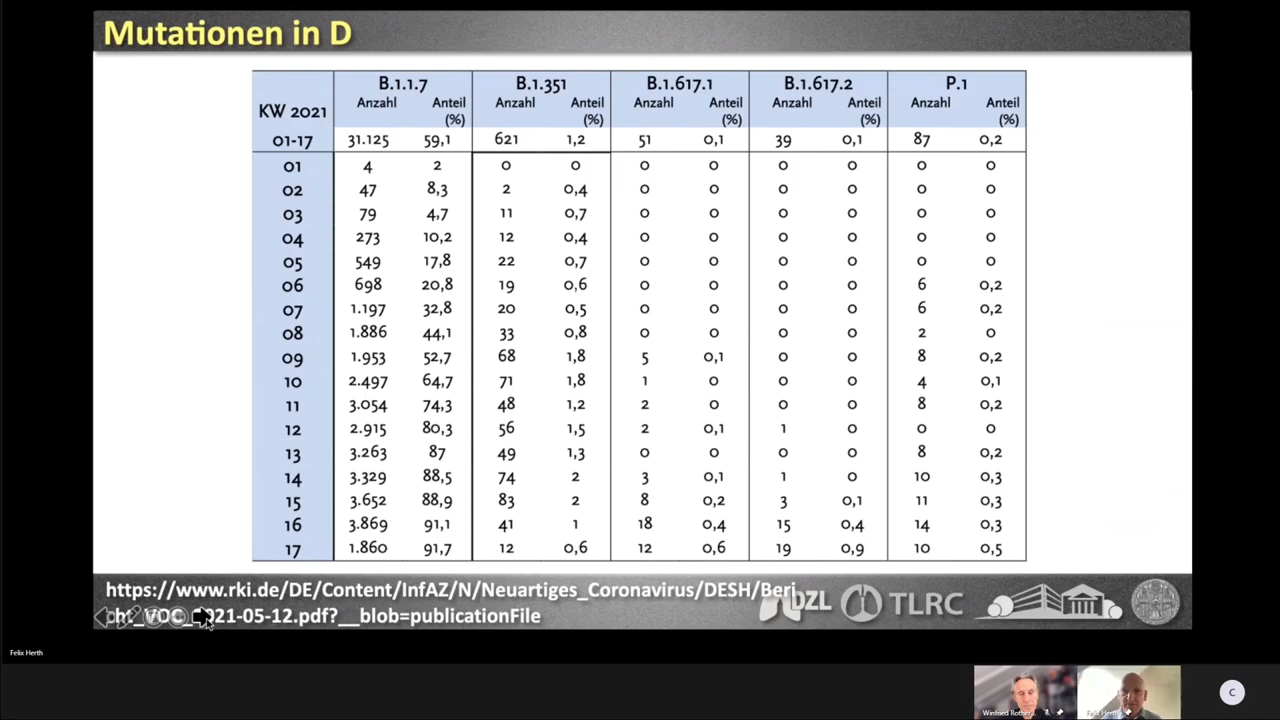 Mutationen in D
B.1.1.7 B.1.351 B.1.617.1 B.1.617.2 P.1
KW 2021 Anzahl Anteil (%) Anzahl Anteil (%) Anzahl Anteil (%) Anzahl Anteil (%) Anzahl Anteil (%)
01-17 31.125 59,1 621 1,2 51 0,1 39 0,1 87 0,2
01 4 2 0 0 0 0 0 0 0 0
02 47 8,3 2 0,4 0 0 0 0 0 0
03 79 4,7 11 0,7 0 0 0 0 0 0
04 273 10,2 12 0,4 0 0 0 0 0 0
05 549 17,8 22 0,7 0 0 0 0 0 0
06 698 20,8 19 0,6 0 0 0 0 6 0,2
07 1.197 32,8 20 0,5 0 0 0 0 6 0,2
08 1.886 44,1 33 0,8 0 0 0 0 2 0
09 1.953 52,7 68 1,8 5 0,1 0 0 8 0,2
10 2.497 64,7 71 1,8 1 0 0 0 4 0,1
11 3.054 74,3 48 1,2 2 0 0 0 8 0,2
12 2.915 80,3 56 1,5 2 0,1 1 0 0 0
13 3.263 87 49 1,3 0 0 0 0 8 0,2
14 3.329 88,5 74 2 3 0,1 1 0 10 0,3
15 3.652 88,9 83 2 8 0,2 3 0,1 11 0,3
16 3.869 91,1 41 1 18 0,4 15 0,4 14 0,3
17 1.860 91,7 12 0,6 12 0,6 19 0,9 10 0,5
https://www.rki.de/DE/Content/InfAZ/N/Neuartiges_Coronavirus/DESH/Beri
cht_VOC_2021-05-12.pdf?__blob=publicationFile
DZL TLRC
Felix Herth
Winfried Rother...
Felix Herth
C